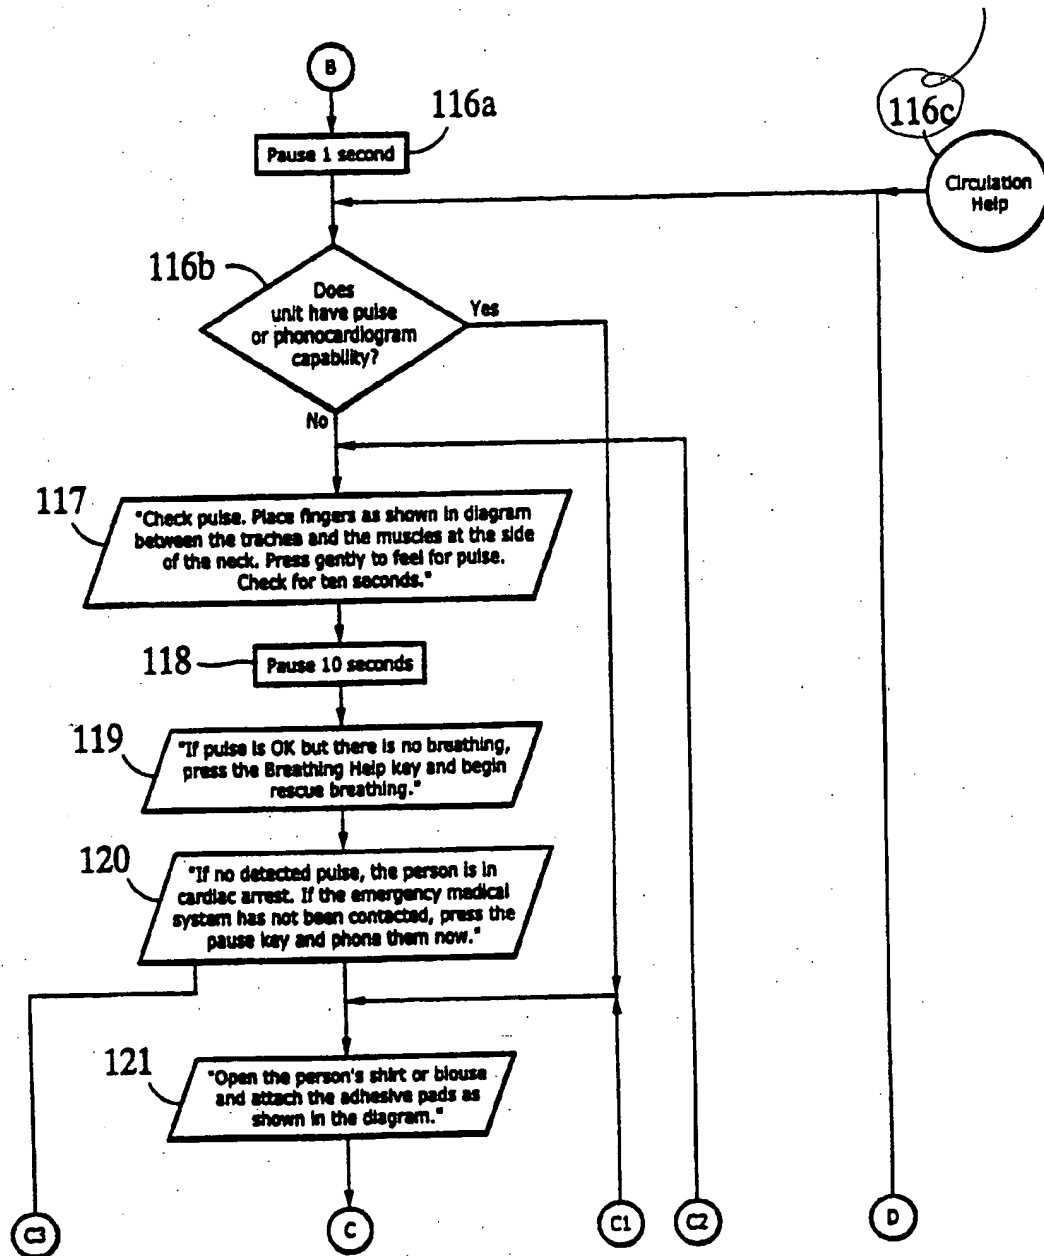 B
116a
Pause 1 second
116c
Circulation
Help
116b
Does
unit have pulse
or phonocardiogram
capability?
Yes
No
117
"Check pulse. Place fingers as shown in diagram
between the trachea and the muscles at the side
of the neck. Press gently to feel for pulse.
Check for ten seconds."
118
Pause 10 seconds
119
"If pulse is OK but there is no breathing,
press the Breathing Help key and begin
rescue breathing."
120
"If no detected pulse, the person is in
cardiac arrest. If the emergency medical
system has not been contacted, press the
pause key and phone them now."
121
"Open the person's shirt or blouse
and attach the adhesive pads as
shown in the diagram."
C3
C
C1
C2
D